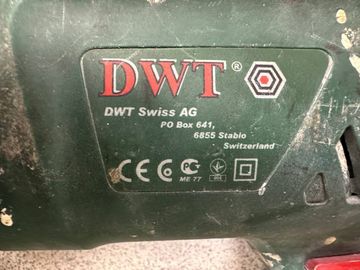 DWT ®
DWT Swiss AG
PO Box 641,
6855 Stabio
Switzerland
ME 77